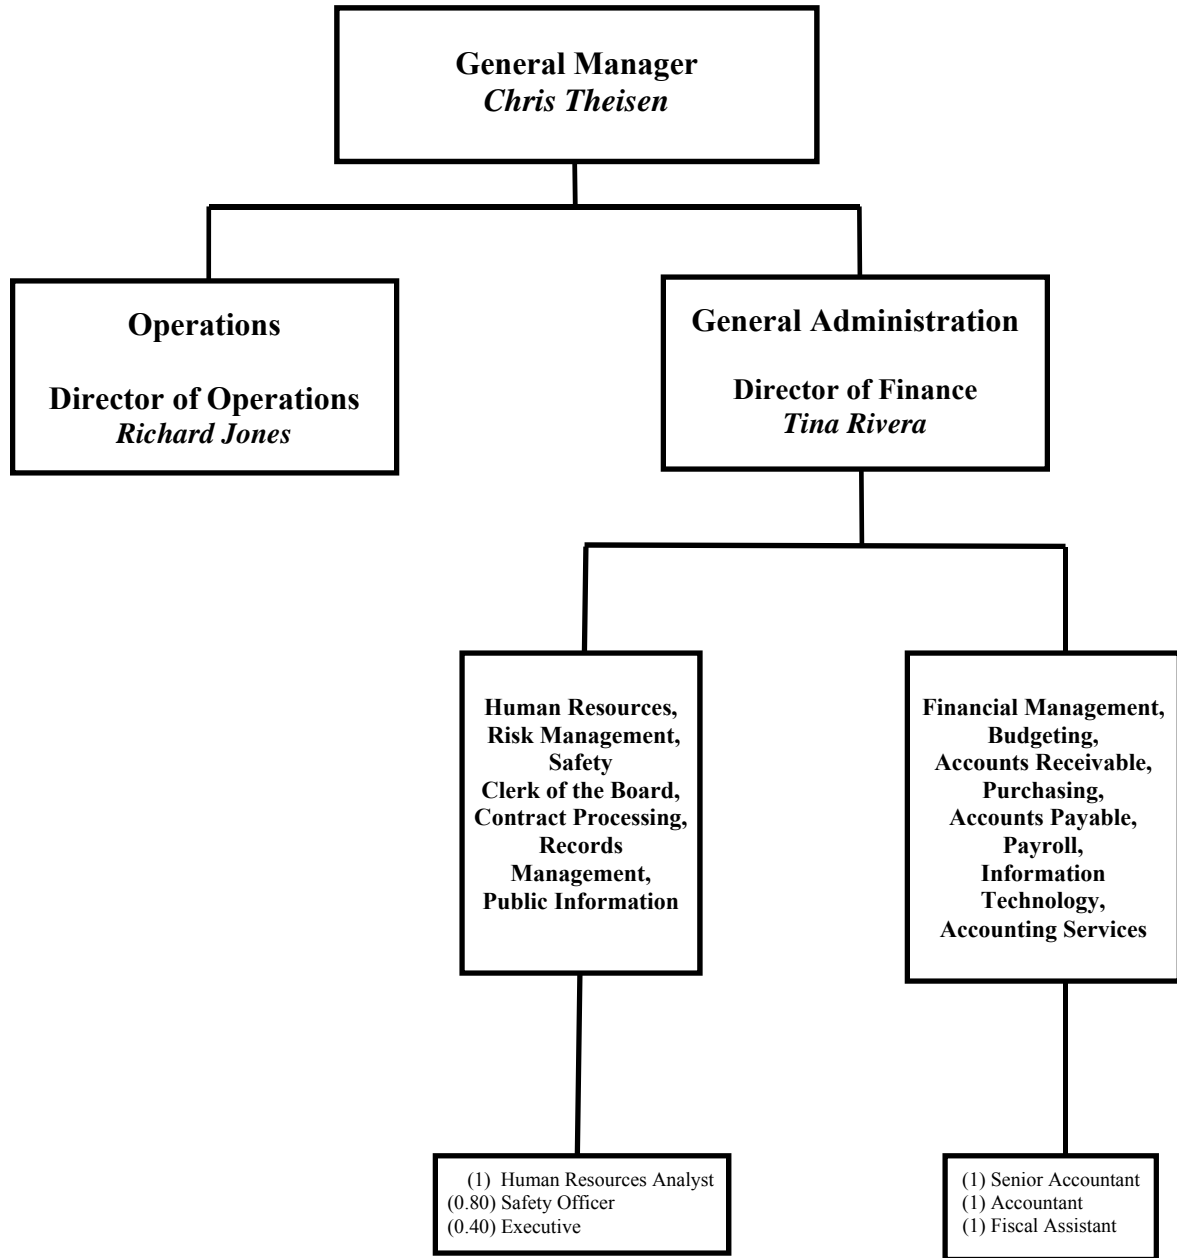 General Manager
Chris Theisen
Operations
Director of Operations
Richard Jones
General Administration
Director of Finance
Tina Rivera
Human Resources,
Risk Management,
Safety
Clerk of the Board,
Contract Processing,
Records
Management,
Public Information
Financial Management,
Budgeting,
Accounts Receivable,
Purchasing,
Accounts Payable,
Payroll,
Information
Technology,
Accounting Services
(1) Human Resources Analyst
(0.80) Safety Officer
(0.40) Executive
(1) Senior Accountant
(1) Accountant
(1) Fiscal Assistant